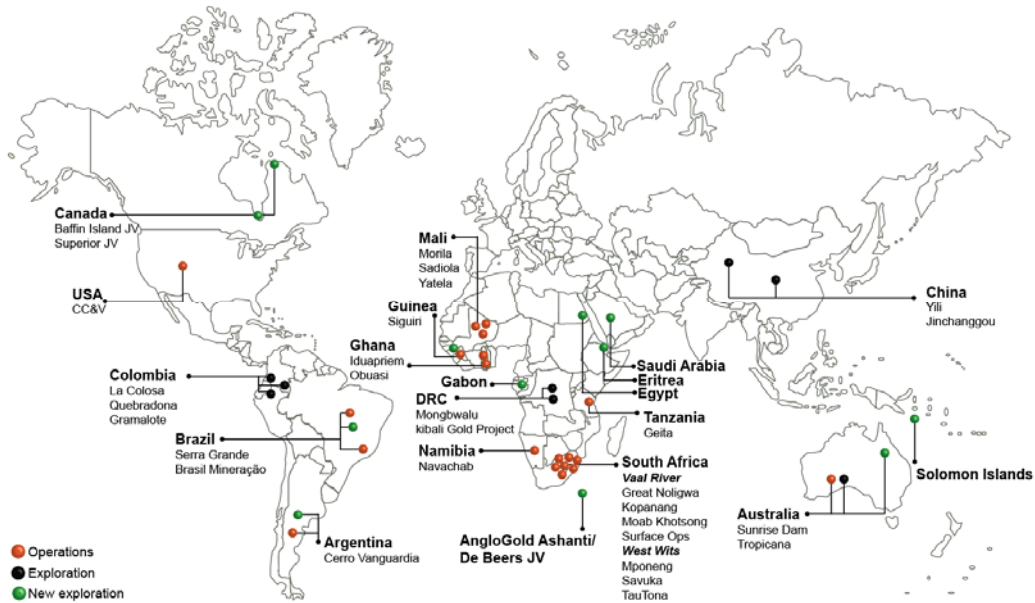 Canada
Baffin Island JV
Superior JV
USA
CC&V
Colombia
La Colosa
Quebradona
Gramalote
Brazil
Serra Grande
Brasil Mineração
Argentina
Cerro Vanguardia
Mali
Morila
Sadiola
Yatela
Guinea
Siguiri
Ghana
Iduapriem
Obuasi
Gabon
DRC
Mongbwalu
kibali Gold Project
Namibia
Navachab
AngloGold Ashanti/
De Beers JV
Saudi Arabia
Eritrea
Egypt
Tanzania
Geita
South Africa
Vaal River
Great Noligwa
Kopanang
Moab Khotsong
Surface Ops
West Wits
Mponeng
Savuka
TauTona
China
Yili
Jinchanggou
Solomon Islands
Australia
Sunrise Dam
Tropicana
Operations
Exploration
New exploration